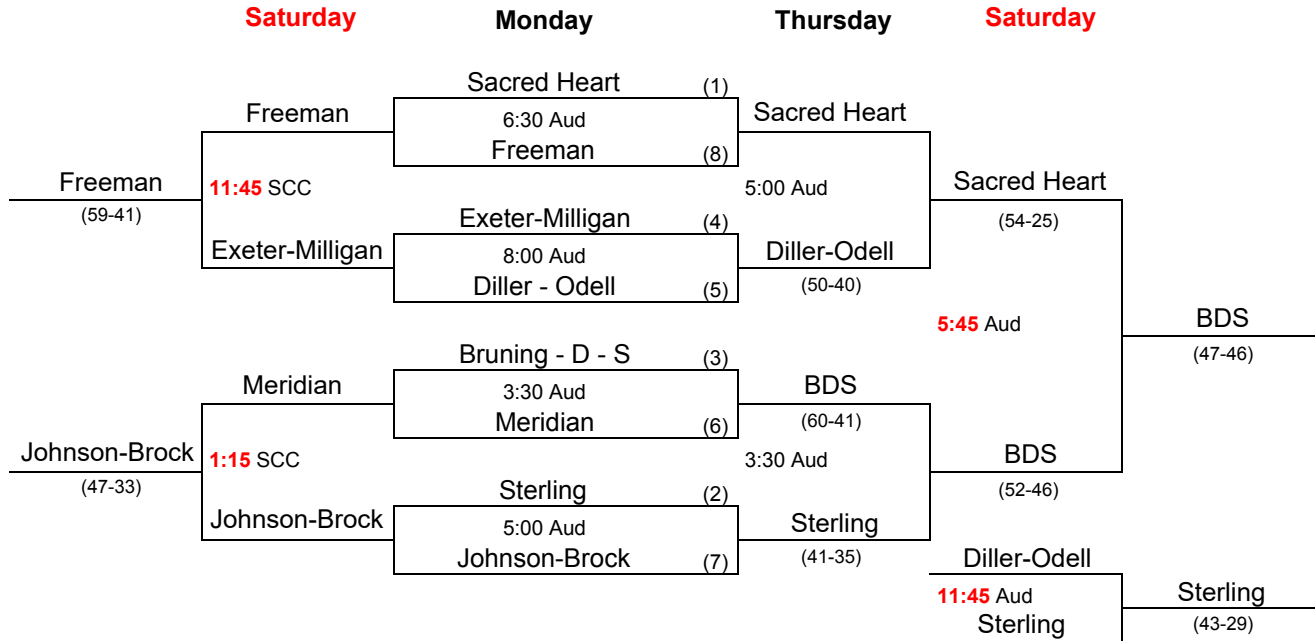 Saturday Monday Thursday Saturday
Sacred Heart (1)
Freeman 6:30 Aud Sacred Heart
Freeman (8)
Freeman 11:45 SCC 5:00 Aud Sacred Heart
(59-41) (54-25)
Exeter-Milligan (4)
Exeter-Milligan 8:00 Aud Diller-Odell
Diller - Odell (5) (50-40)
5:45 Aud BDS
Bruning - D - S (3) (47-46)
Meridian 3:30 Aud BDS
Meridian (6) (60-41)
Johnson-Brock 1:15 SCC 3:30 Aud BDS
(47-33) (52-46)
Sterling (2)
Johnson-Brock 5:00 Aud Sterling
Johnson-Brock (7) (41-35) Diller-Odell
11:45 Aud Sterling
Sterling (43-29)